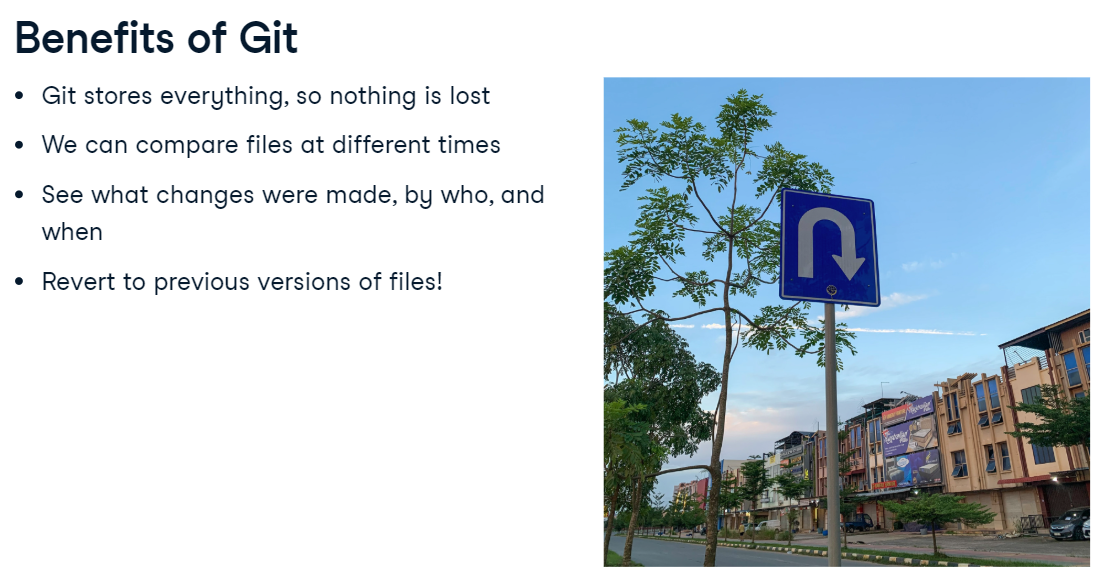 Benefits of Git
• Git stores everything, so nothing is lost
• We can compare files at different times
• See what changes were made, by who, and
when
• Revert to previous versions of files!